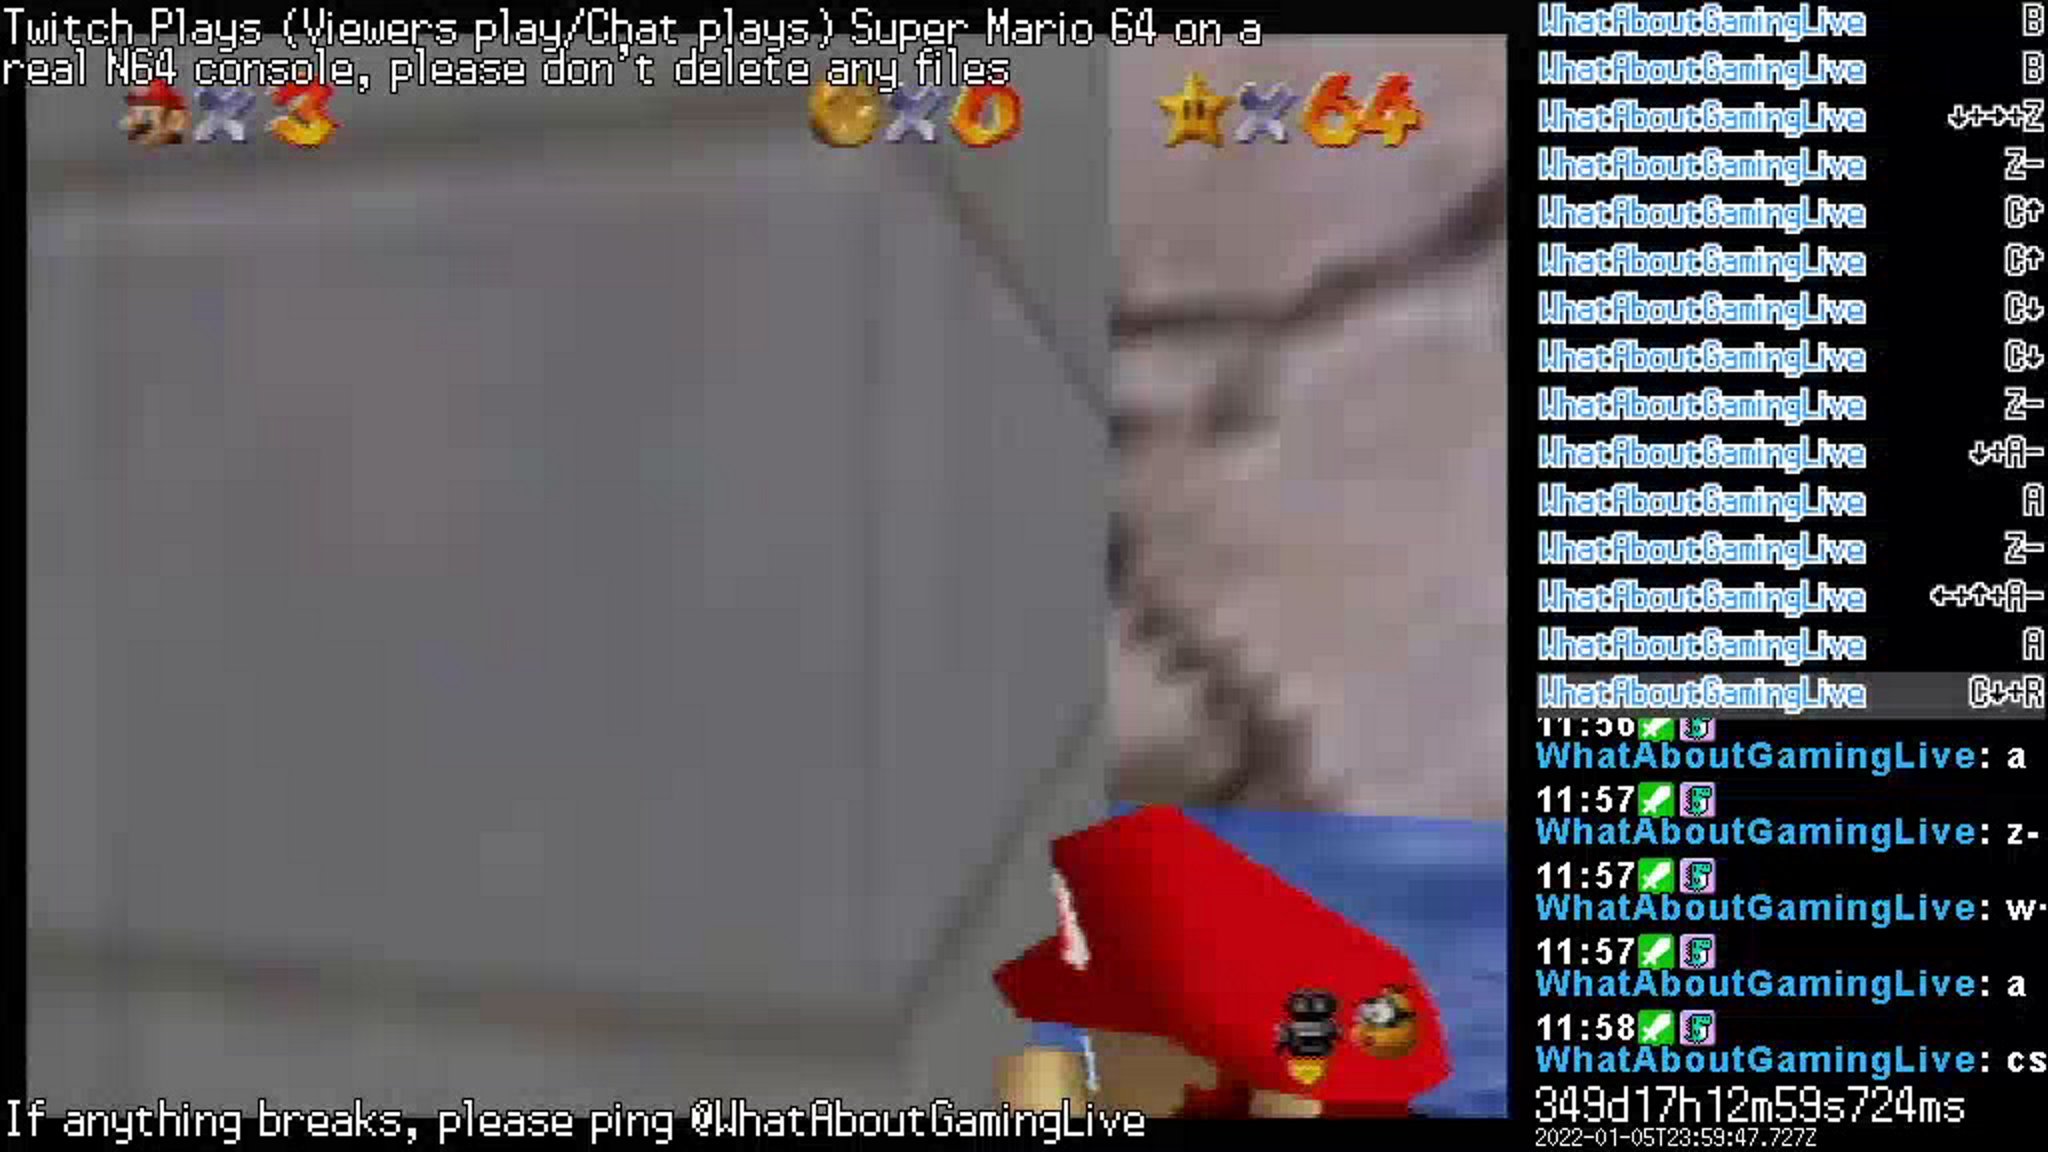 Twitch Plays (Viewers play/Chat plays) Super Mario 64 on a
real N64 console, please don't delete any files
× 3
× 0
× 64
WhatAboutGamingLive B
WhatAboutGamingLive B
WhatAboutGamingLive ↓+→+Z
WhatAboutGamingLive Z-
WhatAboutGamingLive C↑
WhatAboutGamingLive C↑
WhatAboutGamingLive C↓
WhatAboutGamingLive C↓
WhatAboutGamingLive Z-
WhatAboutGamingLive ↓+A-
WhatAboutGamingLive A
WhatAboutGamingLive Z-
WhatAboutGamingLive ←+↑+A-
WhatAboutGamingLive A
WhatAboutGamingLive C↓+R
11:56
WhatAboutGamingLive: a
11:57
WhatAboutGamingLive: z-
11:57
WhatAboutGamingLive: w-
11:57
WhatAboutGamingLive: a
11:58
WhatAboutGamingLive: cs
349d17h12m59s724ms
2022-01-05T23:59:47.727Z
If anything breaks, please ping @WhatAboutGamingLive